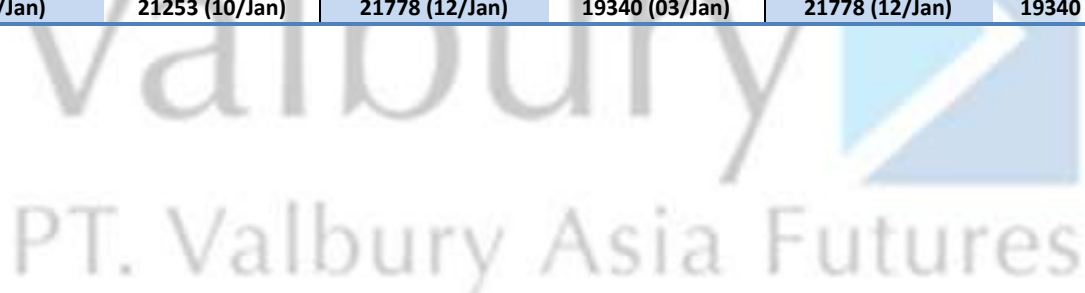 /Jan) 21253 (10/Jan) 21778 (12/Jan) 19340 (03/Jan) 21778 (12/Jan) 19340
Valbury
PT. Valbury Asia Futures